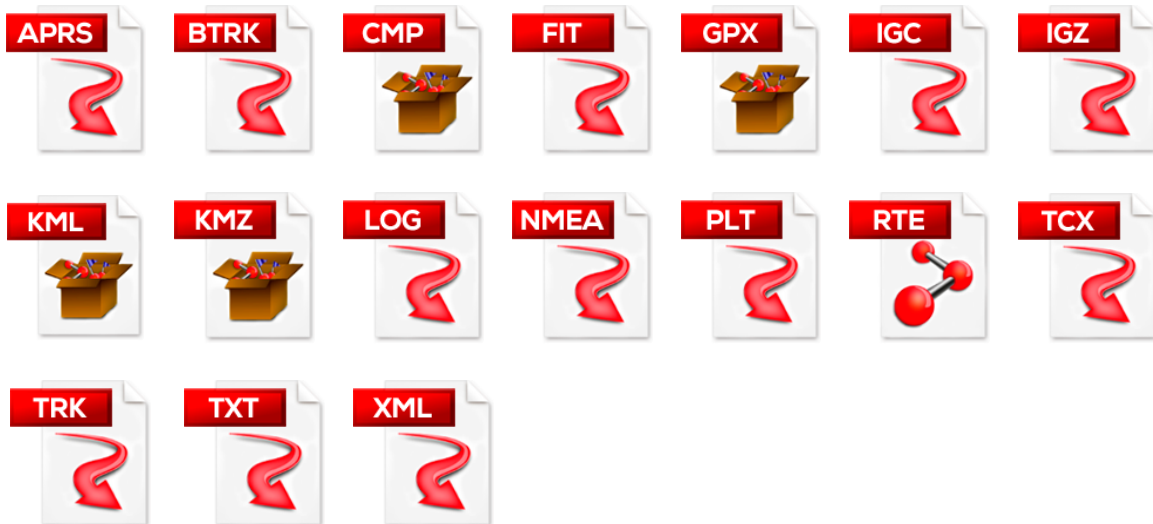 APRS BTRK CMP FIT GPX IGC IGZ
KML KMZ LOG NMEA PLT RTE TCX
TRK TXT XML